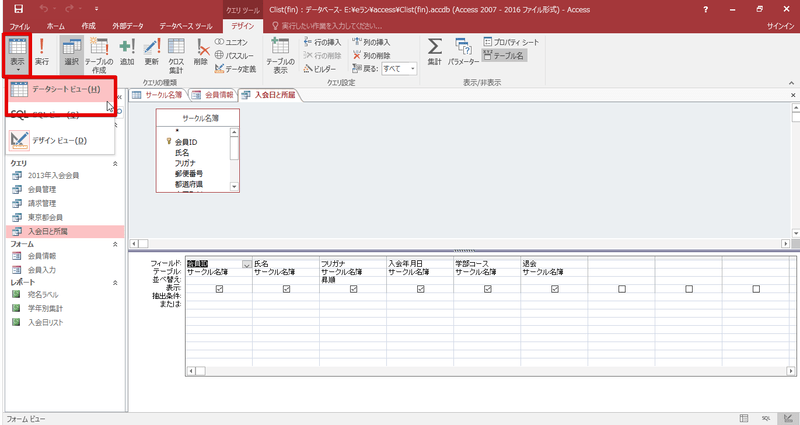 クエリ ツール
Clist(fin) : データベース- E:¥eラン¥access¥Clist(fin).accdb (Access 2007 - 2016 ファイル形式) - Access
ファイル ホーム 作成 外部データ データベース ツール デザイン 実行したい作業を入力してください... サインイン
表示 実行 選択 テーブルの作成 追加 更新 クロス集計 削除
ユニオン
パススルー
データ定義
クエリの種類
テーブルの表示
行の挿入
行の削除
ビルダー
列の挿入
列の削除
戻る: すべて
クエリ設定
集計 パラメーター
プロパティ シート
テーブル名
表示/非表示
データシート ビュー(H)
SQL
デザイン ビュー(D)
サークル名簿 会員情報 入会日と所属
クエリ
2013年入会会員
会員管理
請求管理
東京都会員
入会日と所属
フォーム
会員情報
会員入力
レポート
宛名ラベル
学年別集計
入会日リスト
サークル名簿
*
会員ID
氏名
フリガナ
郵便番号
都道府県
フィールド: 会員ID 氏名 フリガナ 入会年月日 学部コース 退会
テーブル: サークル名簿 サークル名簿 サークル名簿 サークル名簿 サークル名簿 サークル名簿
並べ替え: 昇順
表示:
抽出条件:
または:
フォーム ビュー
SQL